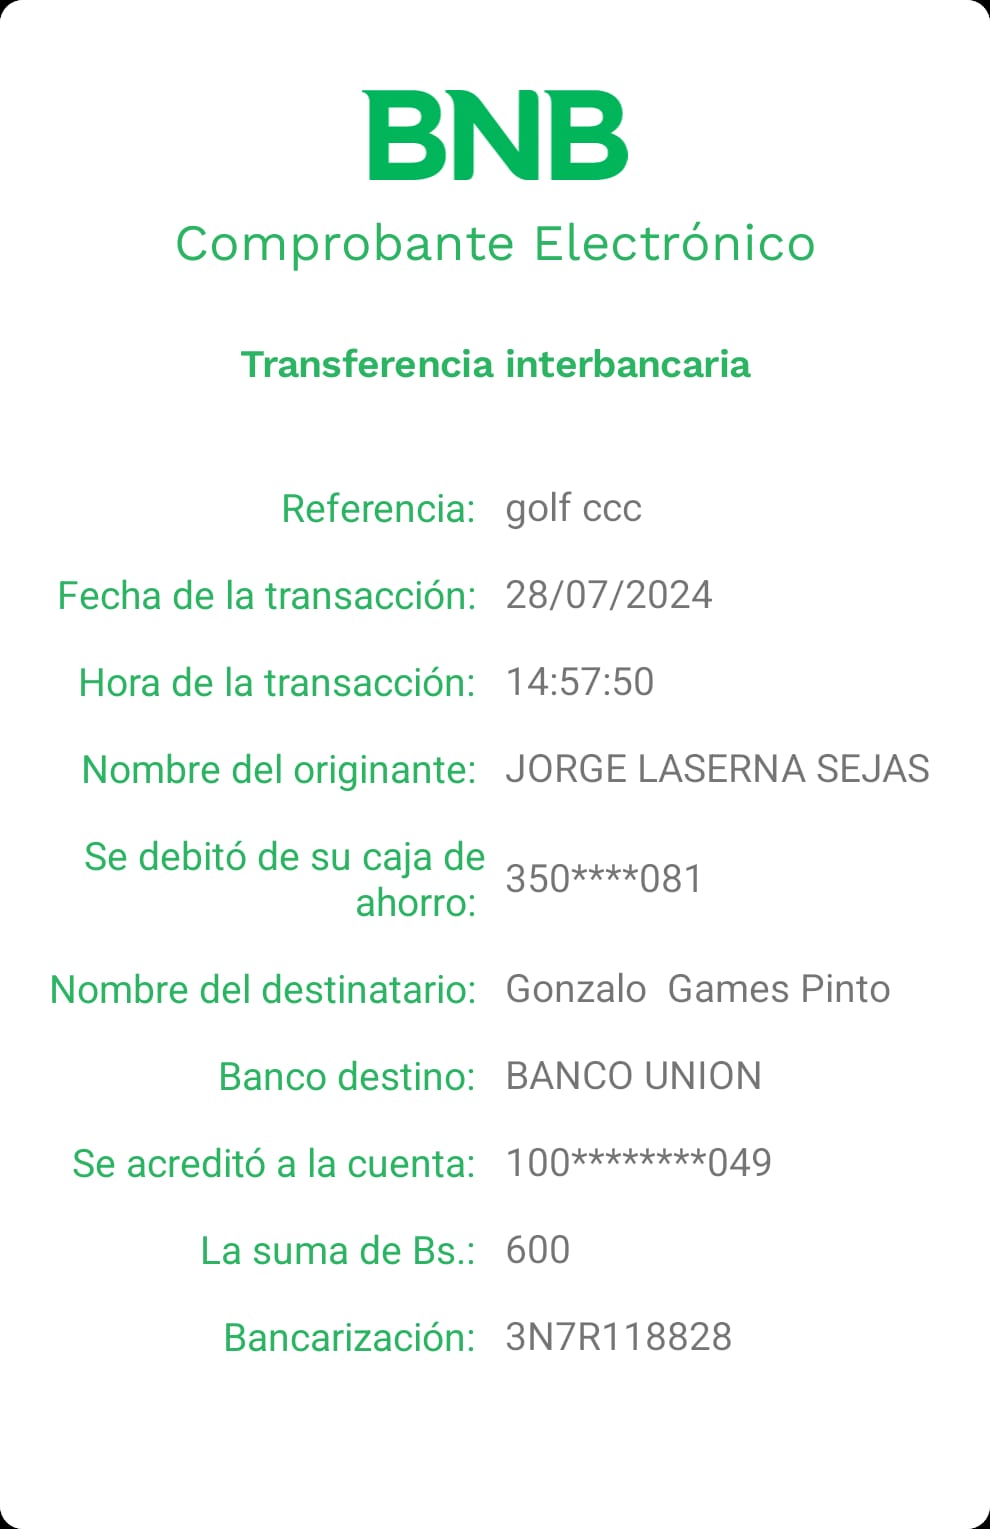 BNB
Comprobante Electrónico
Transferencia interbancaria
Referencia: golf ccc
Fecha de la transacción: 28/07/2024
Hora de la transacción: 14:57:50
Nombre del originante: JORGE LASERNA SEJAS
Se debitó de su caja de
ahorro: 350****081
Nombre del destinatario: Gonzalo  Games Pinto
Banco destino: BANCO UNION
Se acreditó a la cuenta: 100********049
La suma de Bs.: 600
Bancarización: 3N7R118828